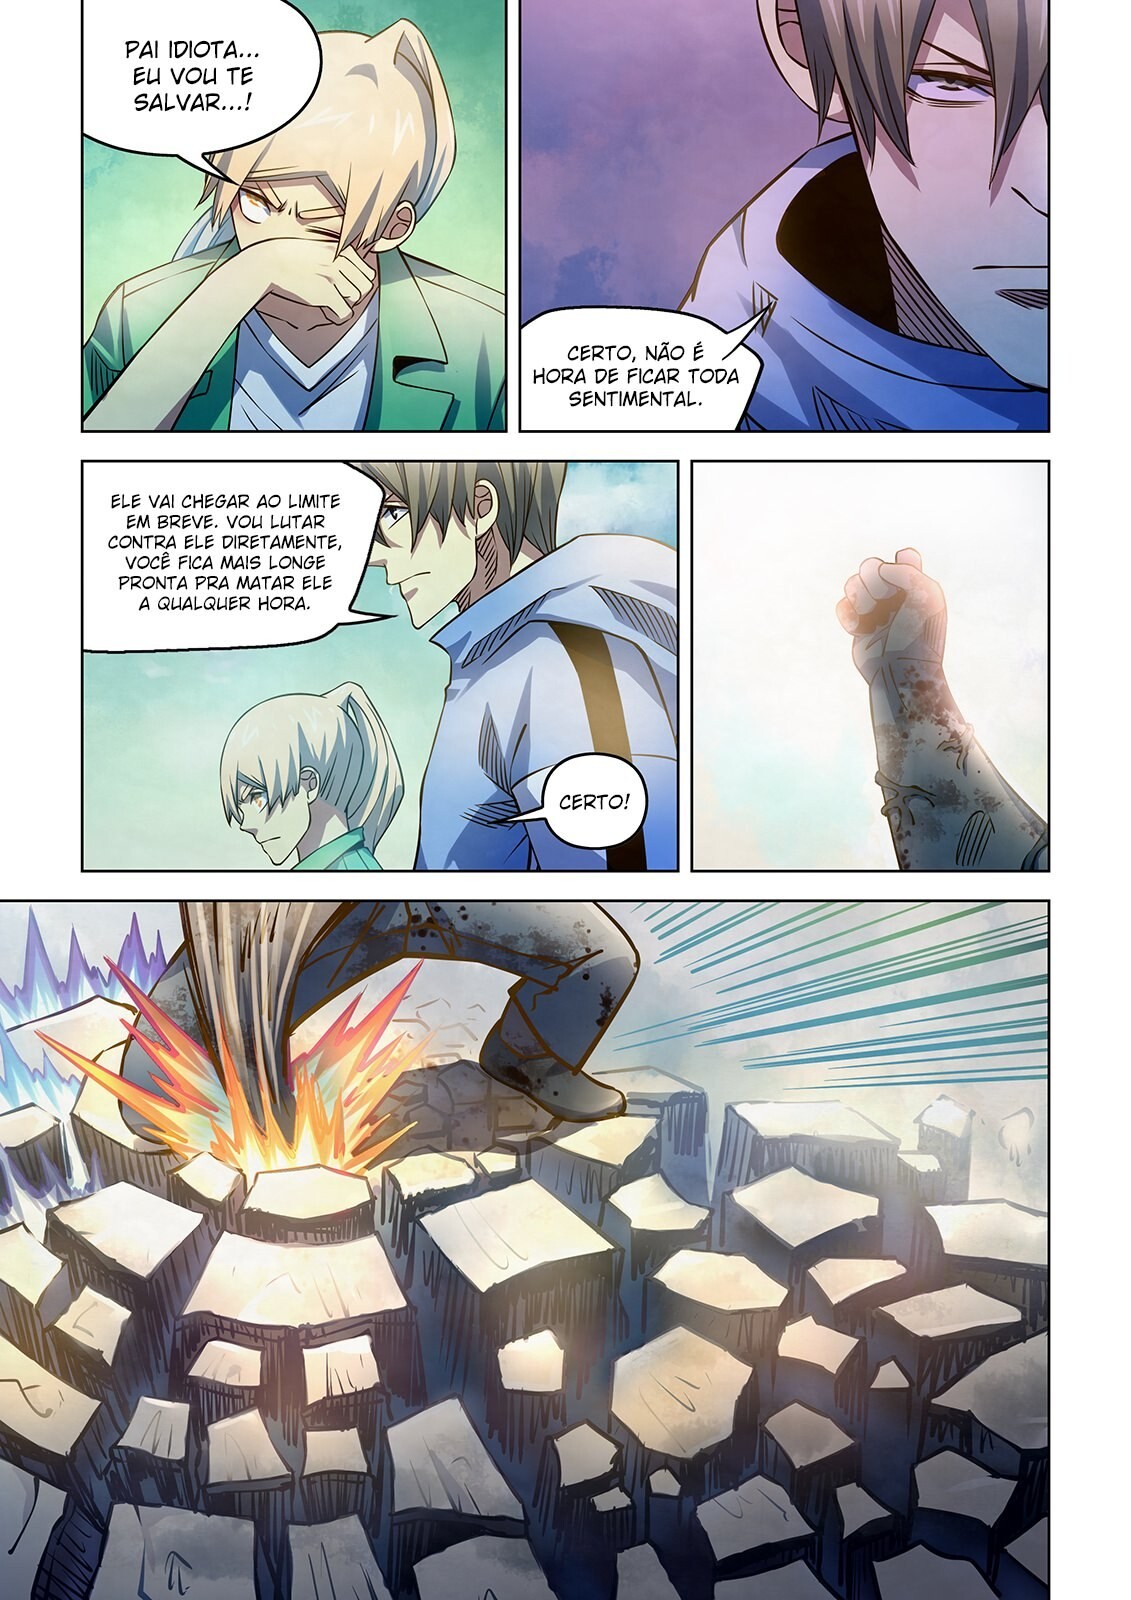 PAI IDIOTA...
EU VOU TE
SALVAR...!
CERTO, NÃO É
HORA DE FICAR TODA
SENTIMENTAL.
ELE VAI CHEGAR AO LIMITE
EM BREVE. VOU LUTAR
CONTRA ELE DIRETAMENTE,
VOCÊ FICA MAIS LONGE
PRONTA PRA MATAR ELE
A QUALQUER HORA.
CERTO!